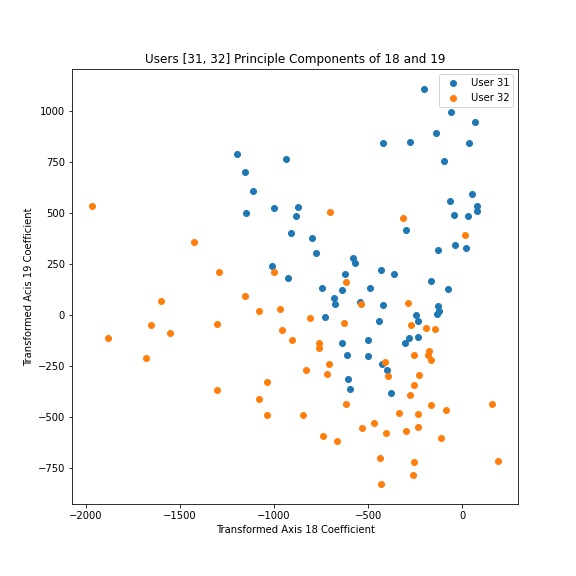 Users [31, 32] Principle Components of 18 and 19
User 31
User 32
1000
750
500
250
0
−250
−500
−750
Transformed Acis 19 Coefficient
−2000 −1500 −1000 −500 0
Transformed Axis 18 Coefficient